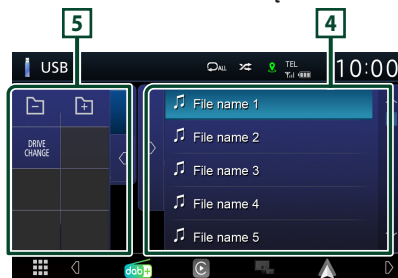 5
4
USB
ALL
TEL
10:00
File name 1
DRIVE
CHANGE
File name 2
File name 3
File name 4
File name 5
dab+